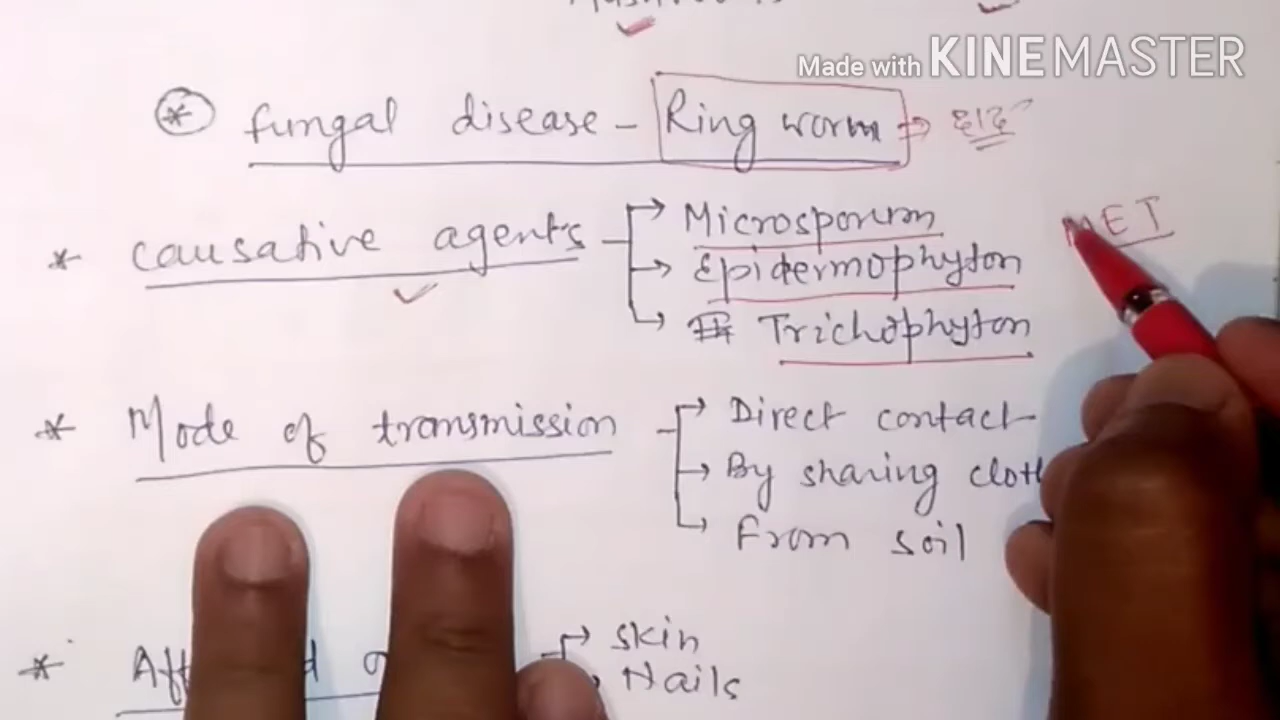 Made with KINEMASTER
* fungal disease - Ring worm ⇒ दाद
* causative agents → Microsporum
→ Epidermophyton
→ Trichophyton
MET
* Mode of transmission → Direct contact
→ By sharing
→ From soil
* → skin
Nails